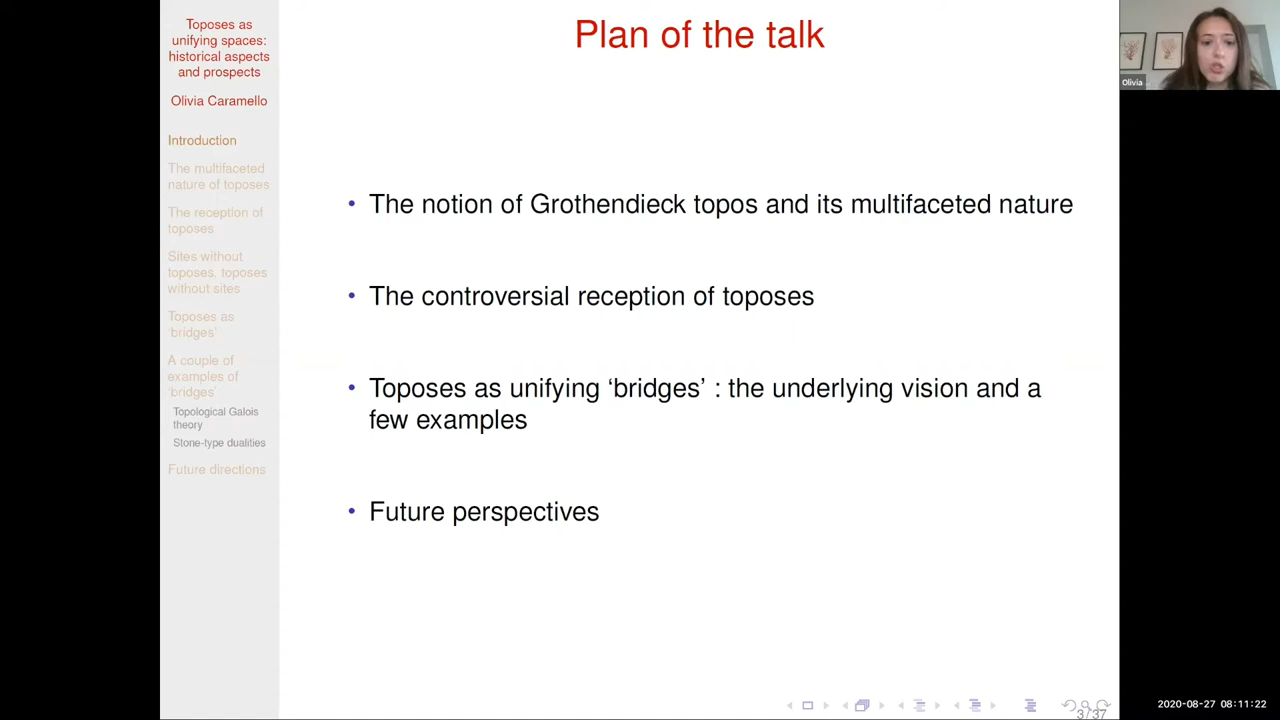 Toposes as
unifying spaces:
historical aspects
and prospects
Olivia Caramello
Introduction
The multifaceted
nature of toposes
The reception of
toposes
Sites without
toposes, toposes
without sites
Toposes as
‘bridges’
A couple of
examples of
‘bridges’
Topological Galois
theory
Stone-type dualities
Future directions
Plan of the talk
• The notion of Grothendieck topos and its multifaceted nature
• The controversial reception of toposes
• Toposes as unifying ‘bridges’ : the underlying vision and a
few examples
• Future perspectives
3/37
Olivia
2020-08-27 08:11:22